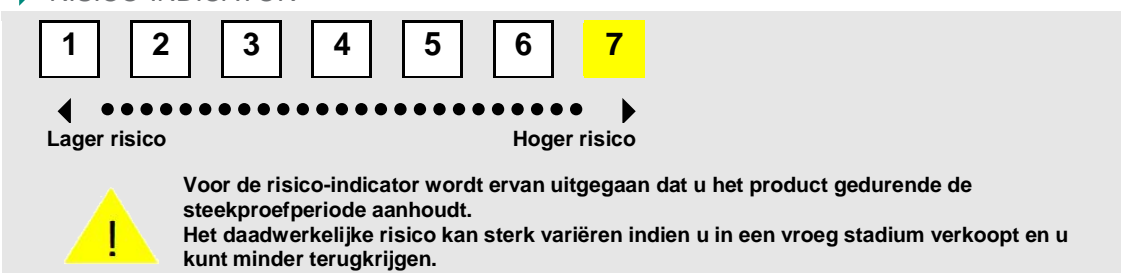 RISICO-INDICATOR
1 2 3 4 5 6 7
Lager risico Hoger risico
Voor de risico-indicator wordt ervan uitgegaan dat u het product gedurende de
steekproefperiode aanhoudt.
Het daadwerkelijke risico kan sterk variëren indien u in een vroeg stadium verkoopt en u
kunt minder terugkrijgen.